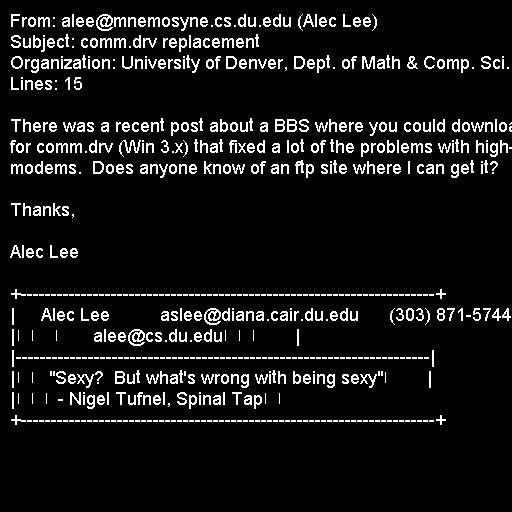 From: alee@mnemosyne.cs.du.edu (Alec Lee)
Subject: comm.drv replacement
Organization: University of Denver, Dept. of Math & Comp. Sci.
Lines: 15

There was a recent post about a BBS where you could downloa
for comm.drv (Win 3.x) that fixed a lot of the problems with high-
modems.  Does anyone know of an ftp site where I can get it?

Thanks,

Alec Lee

+---------------------------------------------------------------------+
|     Alec Lee          aslee@diana.cair.du.edu      (303) 871-5744
|       alee@cs.du.edu        |
|---------------------------------------------------------------------|
|   "Sexy?  But what's wrong with being sexy"       |
|    - Nigel Tufnel, Spinal Tap
+---------------------------------------------------------------------+